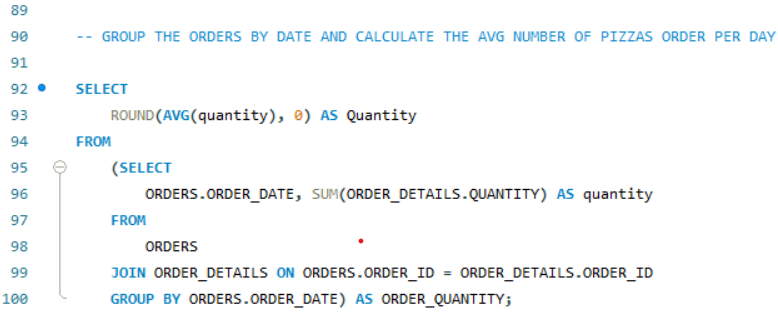 89
90 -- GROUP THE ORDERS BY DATE AND CALCULATE THE AVG NUMBER OF PIZZAS ORDER PER DAY
91
92 SELECT
93 ROUND(AVG(quantity), 0) AS Quantity
94 FROM
95 (SELECT
96 ORDERS.ORDER_DATE, SUM(ORDER_DETAILS.QUANTITY) AS quantity
97 FROM
98 ORDERS
99 JOIN ORDER_DETAILS ON ORDERS.ORDER_ID = ORDER_DETAILS.ORDER_ID
100 GROUP BY ORDERS.ORDER_DATE) AS ORDER_QUANTITY;